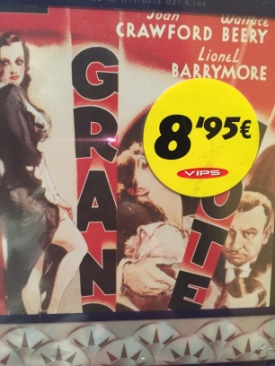 Joan Wallace
CRAWFORD BEERY
Lionel
BARRYMORE
GRAN
OTE
8'95€
VIPS